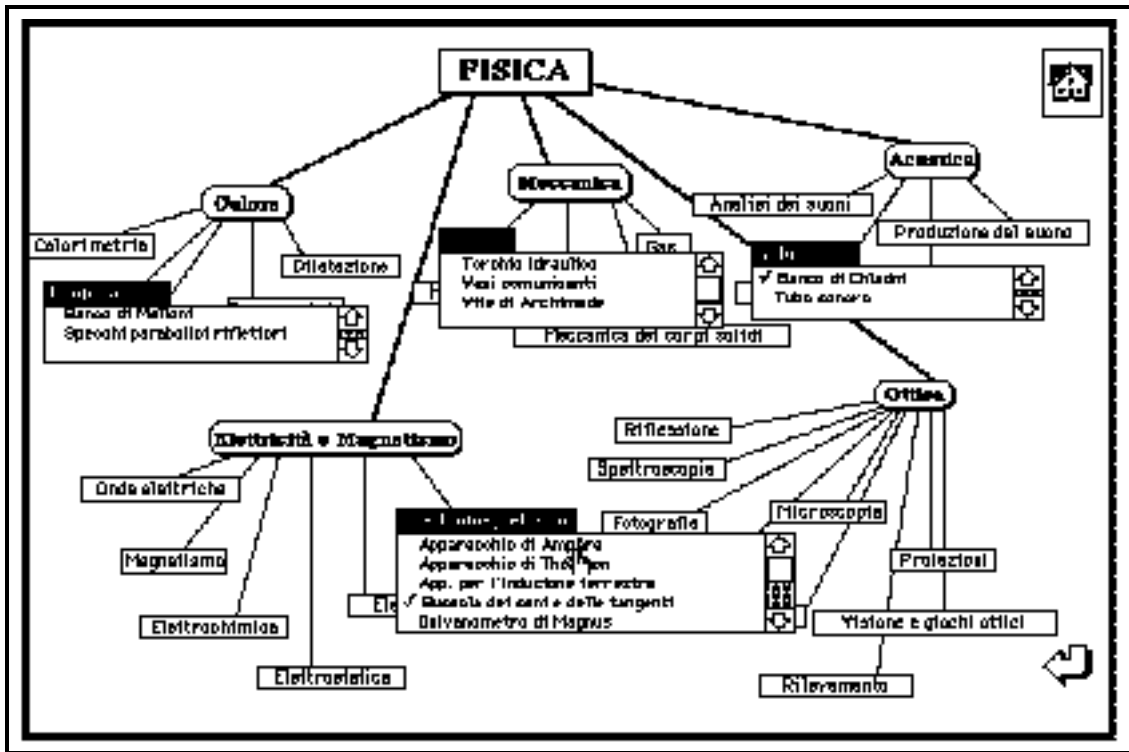 FISICA
Acustica
Meccanica
Calore
Analisi dei suoni
Produzione del suono
Calorimetria
Gas
Dilatazione
Torchio idraulico
Vasi comunicanti
Vite di Archimede
✓ Banco di Chladni
Tubo sonoro
Banco di Melloni
Specchi parabolici riflettori
Meccanica dei corpi solidi
Ottica
Elettricità e Magnetismo
Riflessione
Spettroscopia
Onde elettriche
Fotografia
Microscopia
Magnetismo
Apparecchio di Ampère
Apparecchio di
App. per l'induzione terrestre
✓ Bussola dei seni e delle tangenti
Galvanometro di Magnus
Proiezioni
Ele
Elettrochimica
Visione e giochi ottici
Elettrostatica
Rilevamento